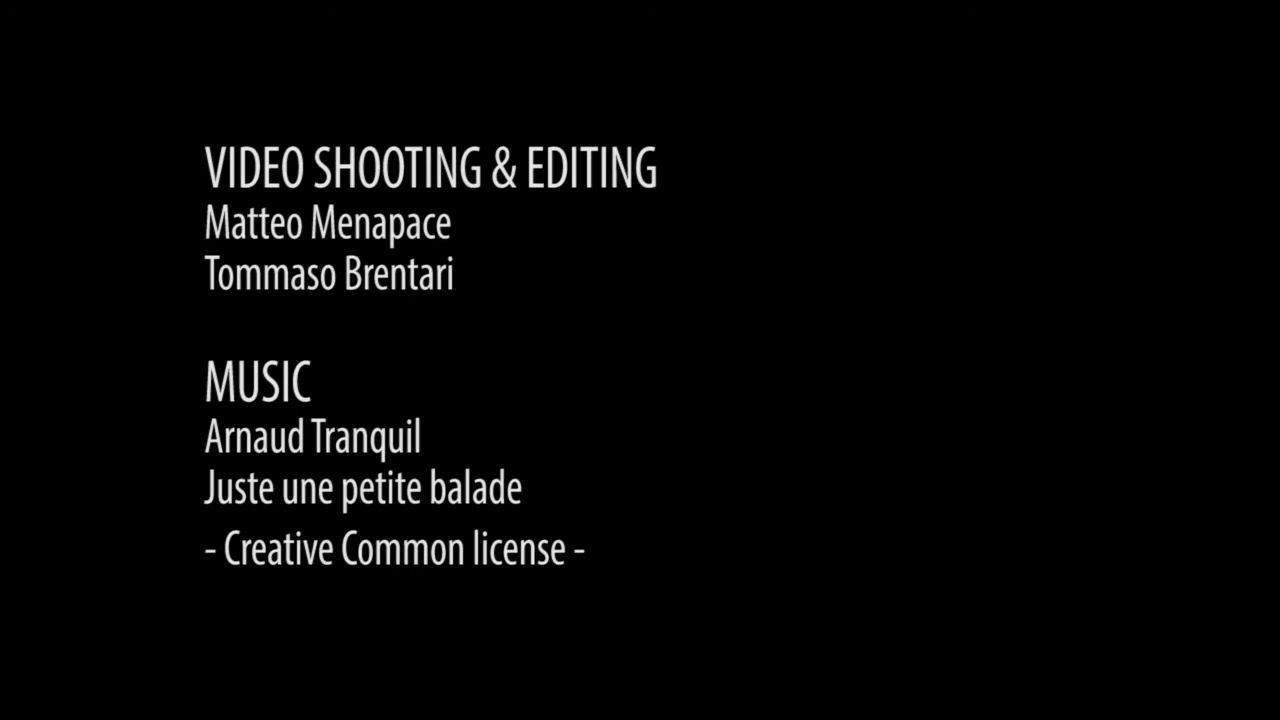 VIDEO SHOOTING & EDITING
Matteo Menapace
Tommaso Brentari
MUSIC
Arnaud Tranquil
Juste une petite balade
- Creative Common license -